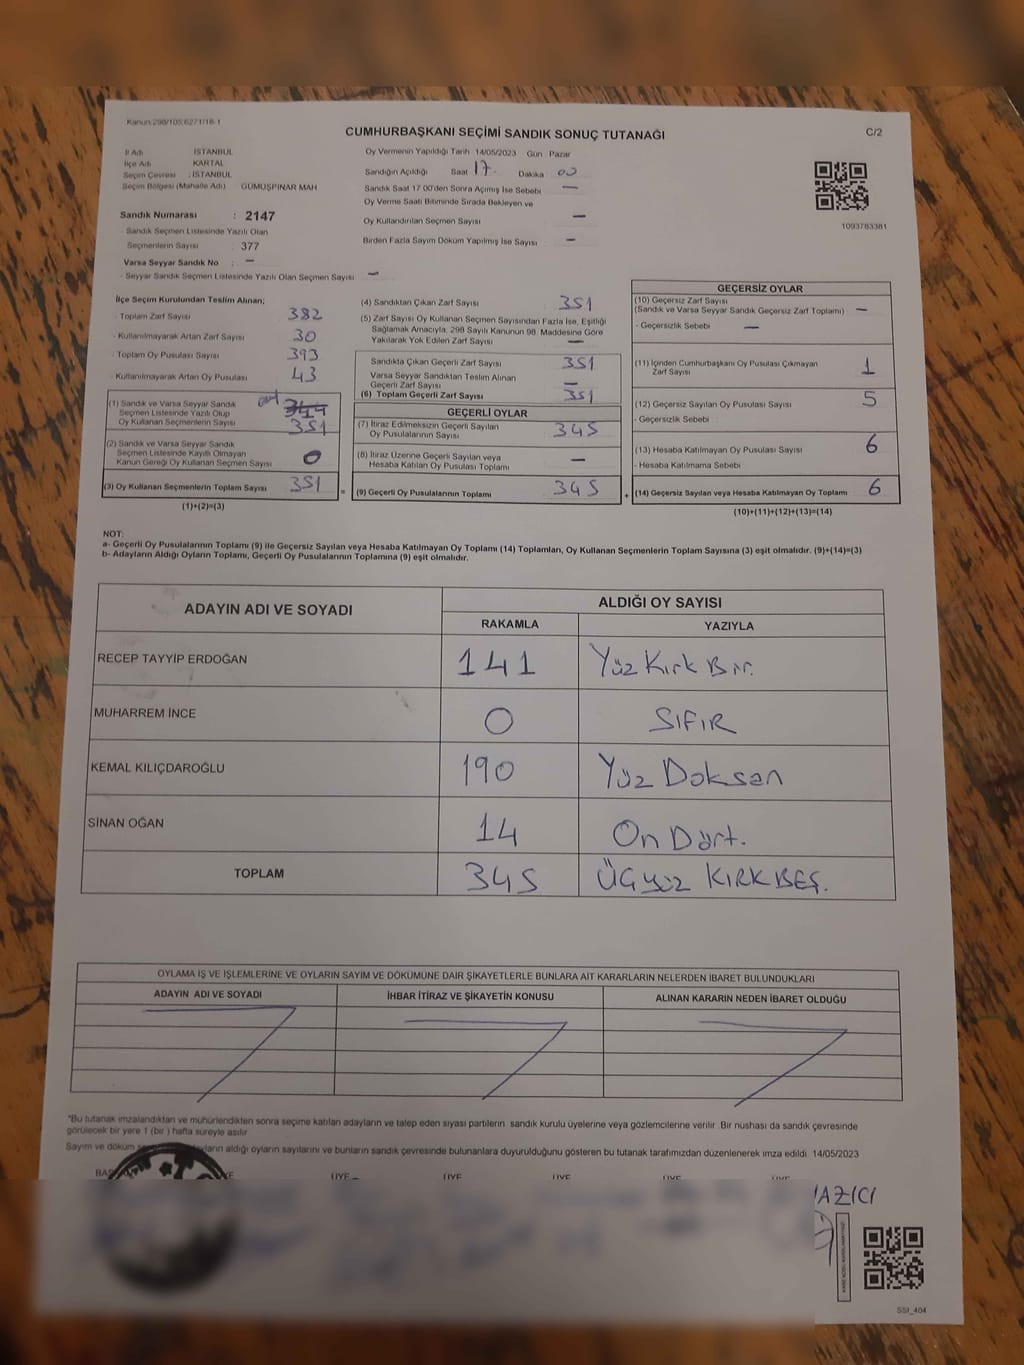 Kanun:298/105;6271/18-1
CUMHURBAŞKANI SEÇİMİ SANDIK SONUÇ TUTANAĞI
C/2
İl Adı İSTANBUL
İlçe Adı KARTAL
Seçim Çevresi : İSTANBUL
Seçim Bölgesi (Mahalle Adı) GÜMÜŞPINAR MAH
Sandık Numarası : 2147
- Sandık Seçmen Listesinde Yazılı Olan
Seçmenlerin Sayısı : 377
Varsa Seyyar Sandık No : –
- Seyyar Sandık Seçmen Listesinde Yazılı Olan Seçmen Sayısı –
Oy Vermenin Yapıldığı Tarih 14/05/2023 Gün Pazar
Sandığın Açıldığı Saat 17 Dakika 00
Sandık Saat 17:00'den Sonra Açılmış İse Sebebi –
Oy Verme Saati Bitiminde Sırada Bekleyen ve
Oy Kullandırılan Seçmen Sayısı –
Birden Fazla Sayım Döküm Yapılmış İse Sayısı –
1093783381
İlçe Seçim Kurulundan Teslim Alınan;
- Toplam Zarf Sayısı 382
- Kullanılmayarak Artan Zarf Sayısı 30
- Toplam Oy Pusulası Sayısı 393
- Kullanılmayarak Artan Oy Pusulası 43
(1) Sandık ve Varsa Seyyar Sandık
Seçmen Listesinde Yazılı Olup
Oy Kullanan Seçmenlerin Sayısı 351
(2) Sandık ve Varsa Seyyar Sandık
Seçmen Listesinde Kayıtlı Olmayan
Kanun Gereği Oy Kullanan Seçmen Sayısı 0
(3) Oy Kullanan Seçmenlerin Toplam Sayısı 351
(1)+(2)=(3)
(4) Sandıktan Çıkan Zarf Sayısı 351
(5) Zarf Sayısı Oy Kullanan Seçmen Sayısından Fazla İse, Eşitliği
Sağlamak Amacıyla, 298 Sayılı Kanunun 98. Maddesine Göre
Yakılarak Yok Edilen Zarf Sayısı –
Sandıkta Çıkan Geçerli Zarf Sayısı 351
Varsa Seyyar Sandıktan Teslim Alınan
Geçerli Zarf Sayısı –
(6) Toplam Geçerli Zarf Sayısı 351
GEÇERLİ OYLAR
(7) İtiraz Edilmeksizin Geçerli Sayılan
Oy Pusulalarının Sayısı 345
(8) İtiraz Üzerine Geçerli Sayılan veya
Hesaba Katılan Oy Pusulası Toplamı –
= (9) Geçerli Oy Pusulalarının Toplamı 345 +
GEÇERSİZ OYLAR
(10) Geçersiz Zarf Sayısı
(Sandık ve Varsa Seyyar Sandık Geçersiz Zarf Toplamı) –
- Geçersizlik Sebebi –
(11) İçinden Cumhurbaşkanı Oy Pusulası Çıkmayan
Zarf Sayısı 1
(12) Geçersiz Sayılan Oy Pusulası Sayısı 5
- Geçersizlik Sebebi
(13) Hesaba Katılmayan Oy Pusulası Sayısı 6
- Hesaba Katılmama Sebebi
(14) Geçersiz Sayılan veya Hesaba Katılmayan Oy Toplamı 6
(10)+(11)+(12)+(13)=(14)
NOT:
a- Geçerli Oy Pusulalarının Toplamı (9) ile Geçersiz Sayılan veya Hesaba Katılmayan Oy Toplamı (14) Toplamları, Oy Kullanan Seçmenlerin Toplam Sayısına (3) eşit olmalıdır. (9)+(14)=(3)
b- Adayların Aldığı Oyların Toplamı, Geçerli Oy Pusulalarının Toplamına (9) eşit olmalıdır.
ADAYIN ADI VE SOYADI
ALDIĞI OY SAYISI
RAKAMLA YAZIYLA
RECEP TAYYİP ERDOĞAN 141 Yüz Kırk Bir.
MUHARREM İNCE 0 SIFIR
KEMAL KILIÇDAROĞLU 190 Yüz Doksan
SİNAN OĞAN 14 On Dört.
TOPLAM 345 ÜÇYÜZ KIRKBEŞ.
OYLAMA İŞ VE İŞLEMLERİNE VE OYLARIN SAYIM VE DÖKÜMÜNE DAİR ŞİKAYETLERLE BUNLARA AİT KARARLARIN NELERDEN İBARET BULUNDUKLARI
ADAYIN ADI VE SOYADI İHBAR İTİRAZ VE ŞİKAYETİN KONUSU ALINAN KARARIN NEDEN İBARET OLDUĞU
*Bu tutanak imzalandıktan ve mühürlendikten sonra seçime katılan adayların ve talep eden siyasi partilerin sandık kurulu üyelerine veya gözlemcilerine verilir. Bir nüshası da sandık çevresinde
görülecek bir yere 1 (bir) hafta süreyle asılır.
Sayım ve döküm aldığı oyların sayılarını ve bunların sandık çevresinde bulunanlara duyurulduğunu gösteren bu tutanak tarafımızdan düzenlenerek imza edildi. 14/05/2023
ÜYE ÜYE ÜYE ÜYE
YAZICI
SSI_404